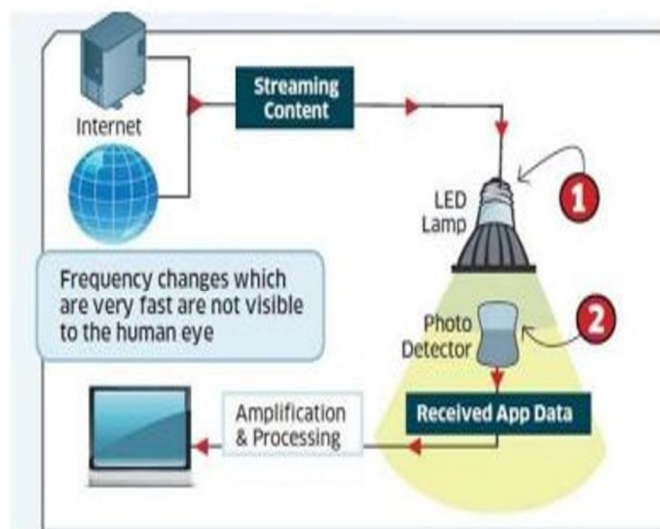 Streaming
Content
Internet
LED
Lamp
1
Frequency changes which
are very fast are not visible
to the human eye
Photo
Detector
2
Amplification
& Processing
Received App Data